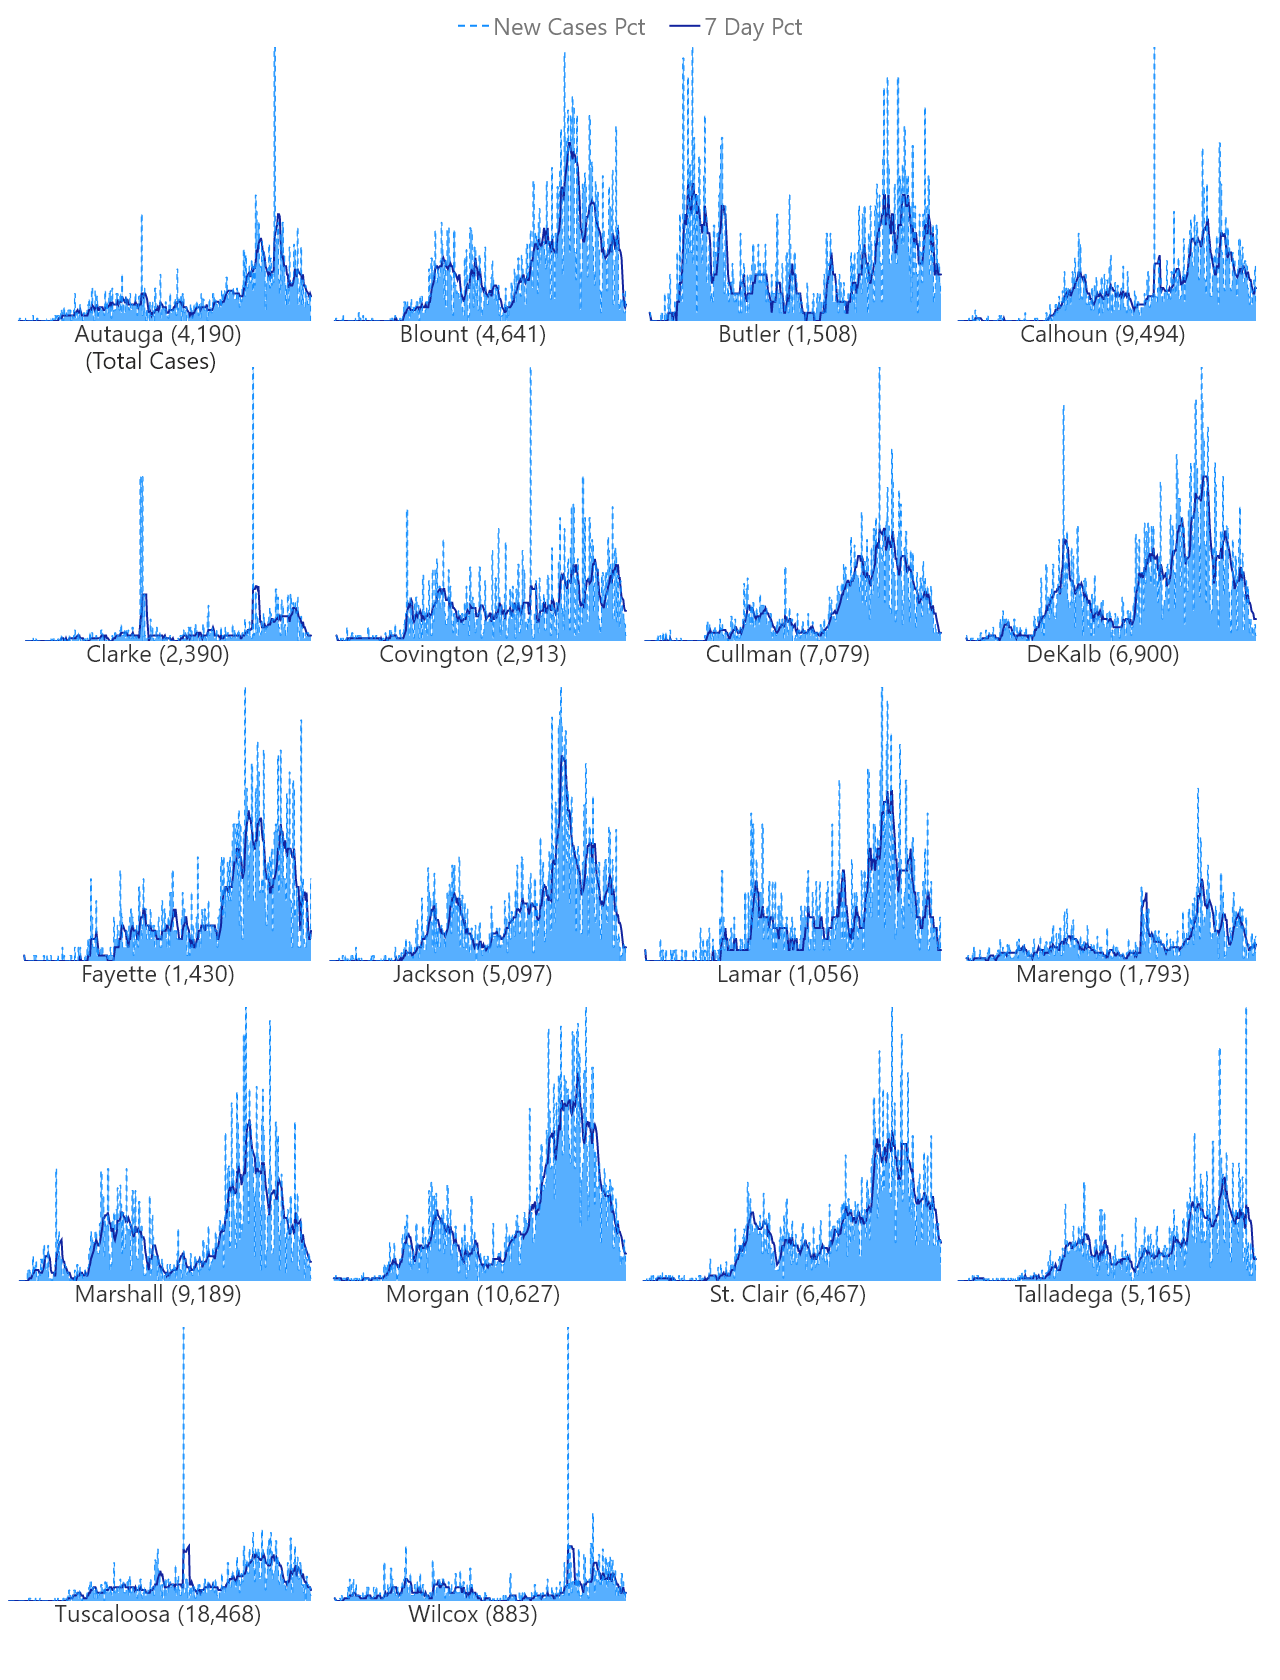 New Cases Pct 7 Day Pct
Autauga (4,190) Blount (4,641) Butler (1,508) Calhoun (9,494)
(Total Cases)
Clarke (2,390) Covington (2,913) Cullman (7,079) DeKalb (6,900)
Fayette (1,430) Jackson (5,097) Lamar (1,056) Marengo (1,793)
Marshall (9,189) Morgan (10,627) St. Clair (6,467) Talladega (5,165)
Tuscaloosa (18,468) Wilcox (883)